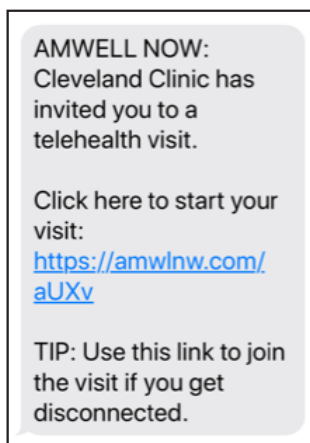 AMWELL NOW:
Cleveland Clinic has
invited you to a
telehealth visit.
Click here to start your
visit:
https://amwlnw.com/
aUXv
TIP: Use this link to join
the visit if you get
disconnected.